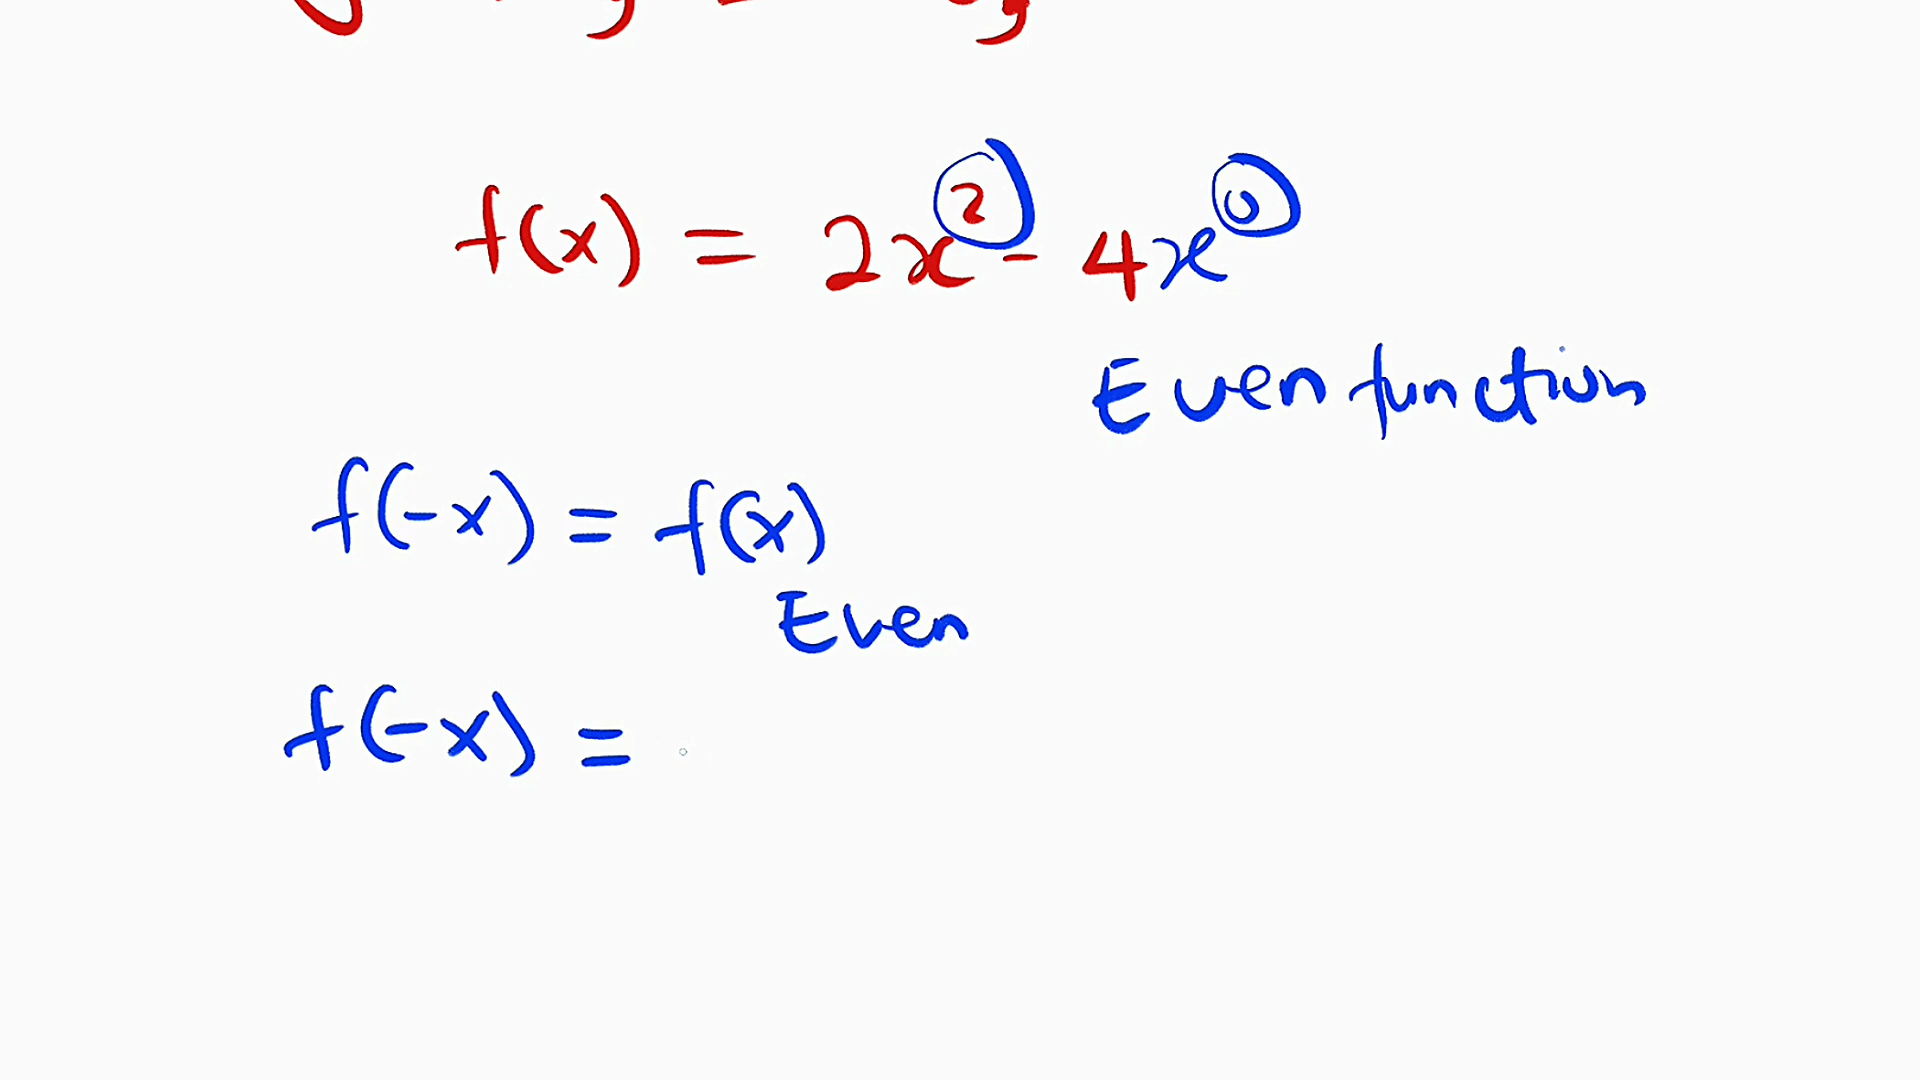 f(x) = 2x² - 4x⁰
Even function
f(-x) = f(x)
Even
f(-x) =